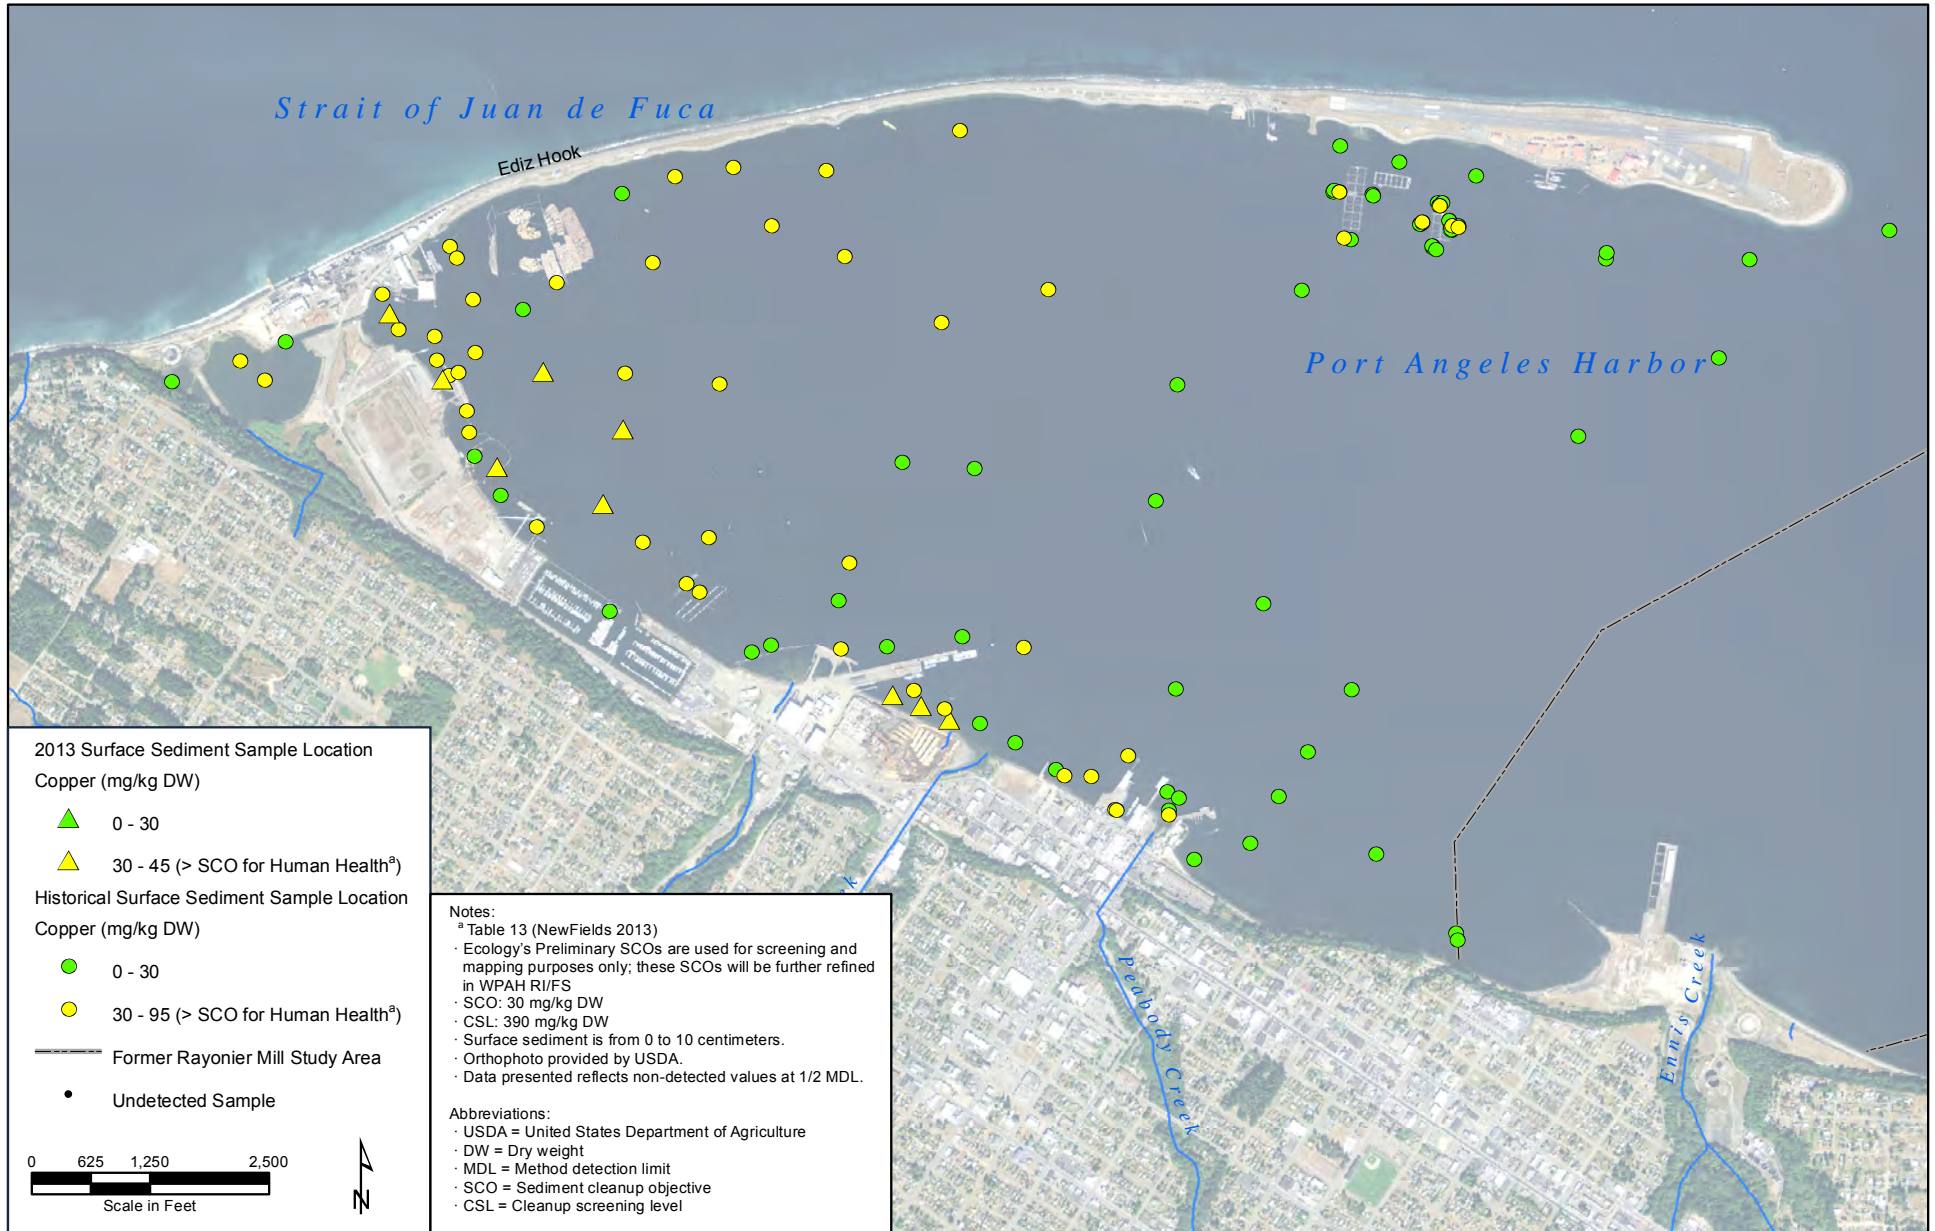 Strait of Juan de Fuca
Ediz Hook
Port Angeles Harbor
Peabody Creek
Ennis Creek
ek
2013 Surface Sediment Sample Location
Copper (mg/kg DW)
0 - 30
30 - 45 (> SCO for Human Healthª)
Historical Surface Sediment Sample Location
Copper (mg/kg DW)
0 - 30
30 - 95 (> SCO for Human Healthª)
Former Rayonier Mill Study Area
Undetected Sample
0 625 1,250 2,500
Scale in Feet
N
Notes:
ª Table 13 (NewFields 2013)
· Ecology's Preliminary SCOs are used for screening and
mapping purposes only; these SCOs will be further refined
in WPAH RI/FS
· SCO: 30 mg/kg DW
· CSL: 390 mg/kg DW
· Surface sediment is from 0 to 10 centimeters.
· Orthophoto provided by USDA.
· Data presented reflects non-detected values at 1/2 MDL.
Abbreviations:
· USDA = United States Department of Agriculture
· DW = Dry weight
· MDL = Method detection limit
· SCO = Sediment cleanup objective
· CSL = Cleanup screening level